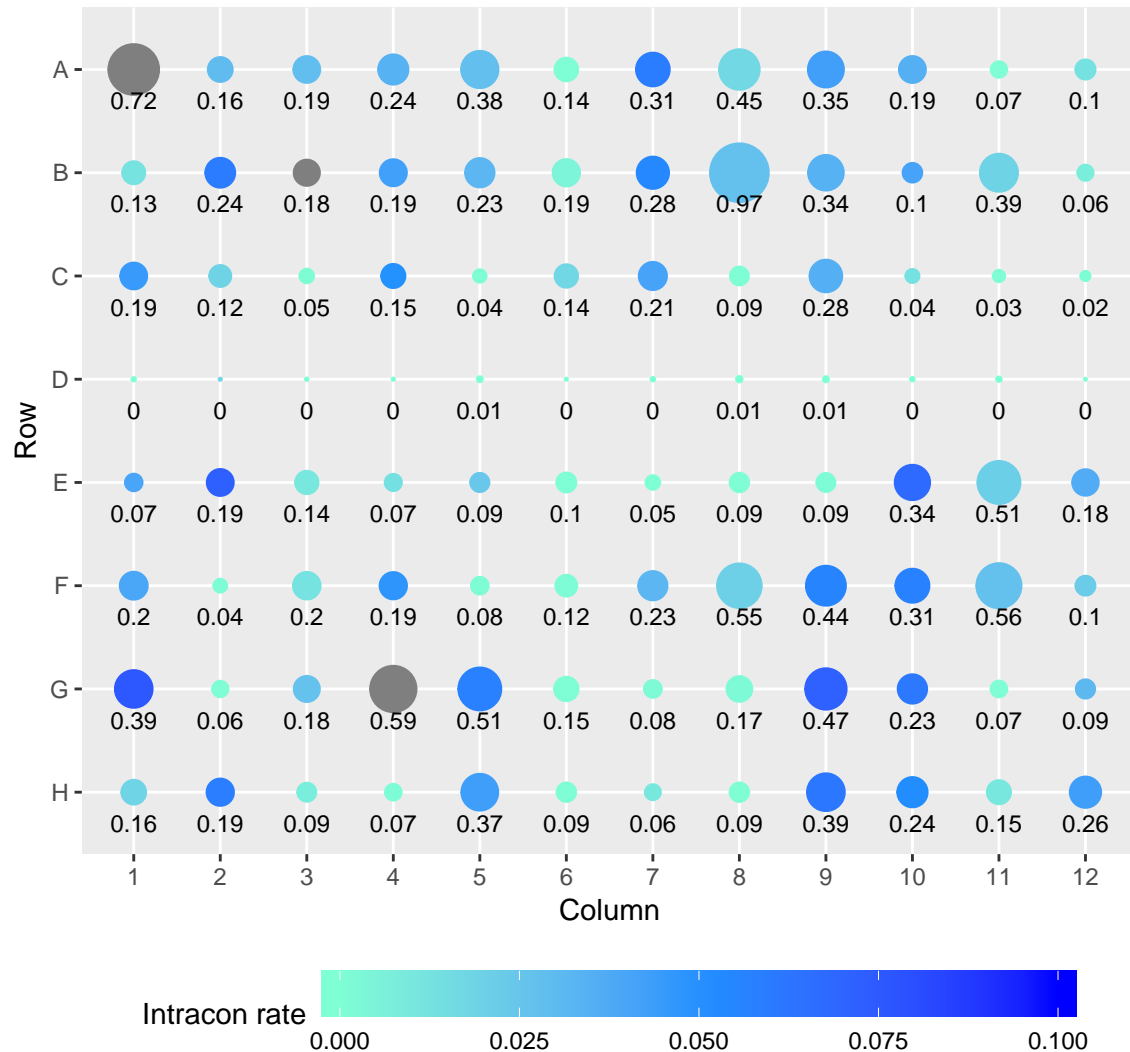 A
0.72 0.16 0.19 0.24 0.38 0.14 0.31 0.45 0.35 0.19 0.07 0.1
B
0.13 0.24 0.18 0.19 0.23 0.19 0.28 0.97 0.34 0.1 0.39 0.06
C
0.19 0.12 0.05 0.15 0.04 0.14 0.21 0.09 0.28 0.04 0.03 0.02
D
0 0 0 0 0.01 0 0 0.01 0.01 0 0 0
Row
E
0.07 0.19 0.14 0.07 0.09 0.1 0.05 0.09 0.09 0.34 0.51 0.18
F
0.2 0.04 0.2 0.19 0.08 0.12 0.23 0.55 0.44 0.31 0.56 0.1
G
0.39 0.06 0.18 0.59 0.51 0.15 0.08 0.17 0.47 0.23 0.07 0.09
H
0.16 0.19 0.09 0.07 0.37 0.09 0.06 0.09 0.39 0.24 0.15 0.26
1 2 3 4 5 6 7 8 9 10 11 12
Column
Intracon rate
0.000 0.025 0.050 0.075 0.100